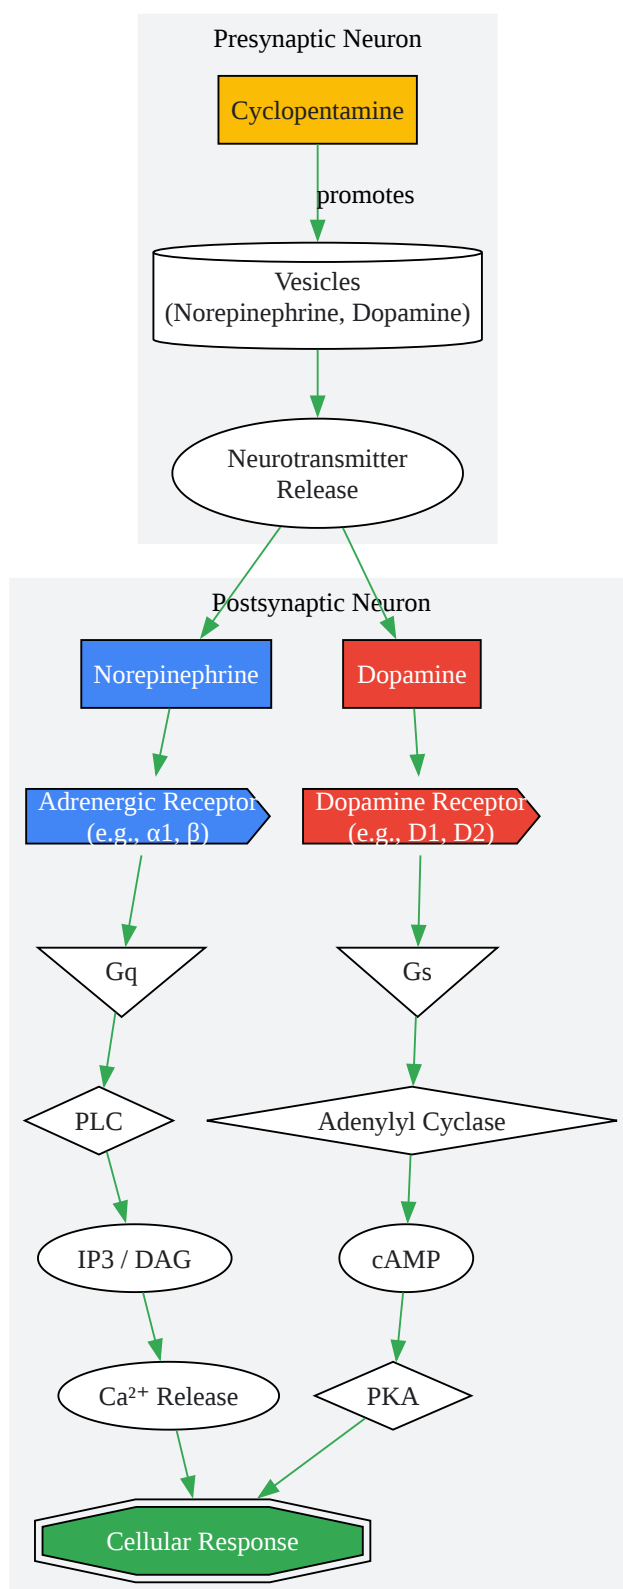 Presynaptic Neuron
Cyclopentamine
promotes
Vesicles
(Norepinephrine, Dopamine)
Neurotransmitter
Release
Postsynaptic Neuron
Norepinephrine
Dopamine
Adrenergic Receptor
(e.g., α1, β)
Dopamine Receptor
(e.g., D1, D2)
Gq
Gs
PLC
Adenylyl Cyclase
IP3 / DAG
cAMP
Ca²⁺ Release
PKA
Cellular Response